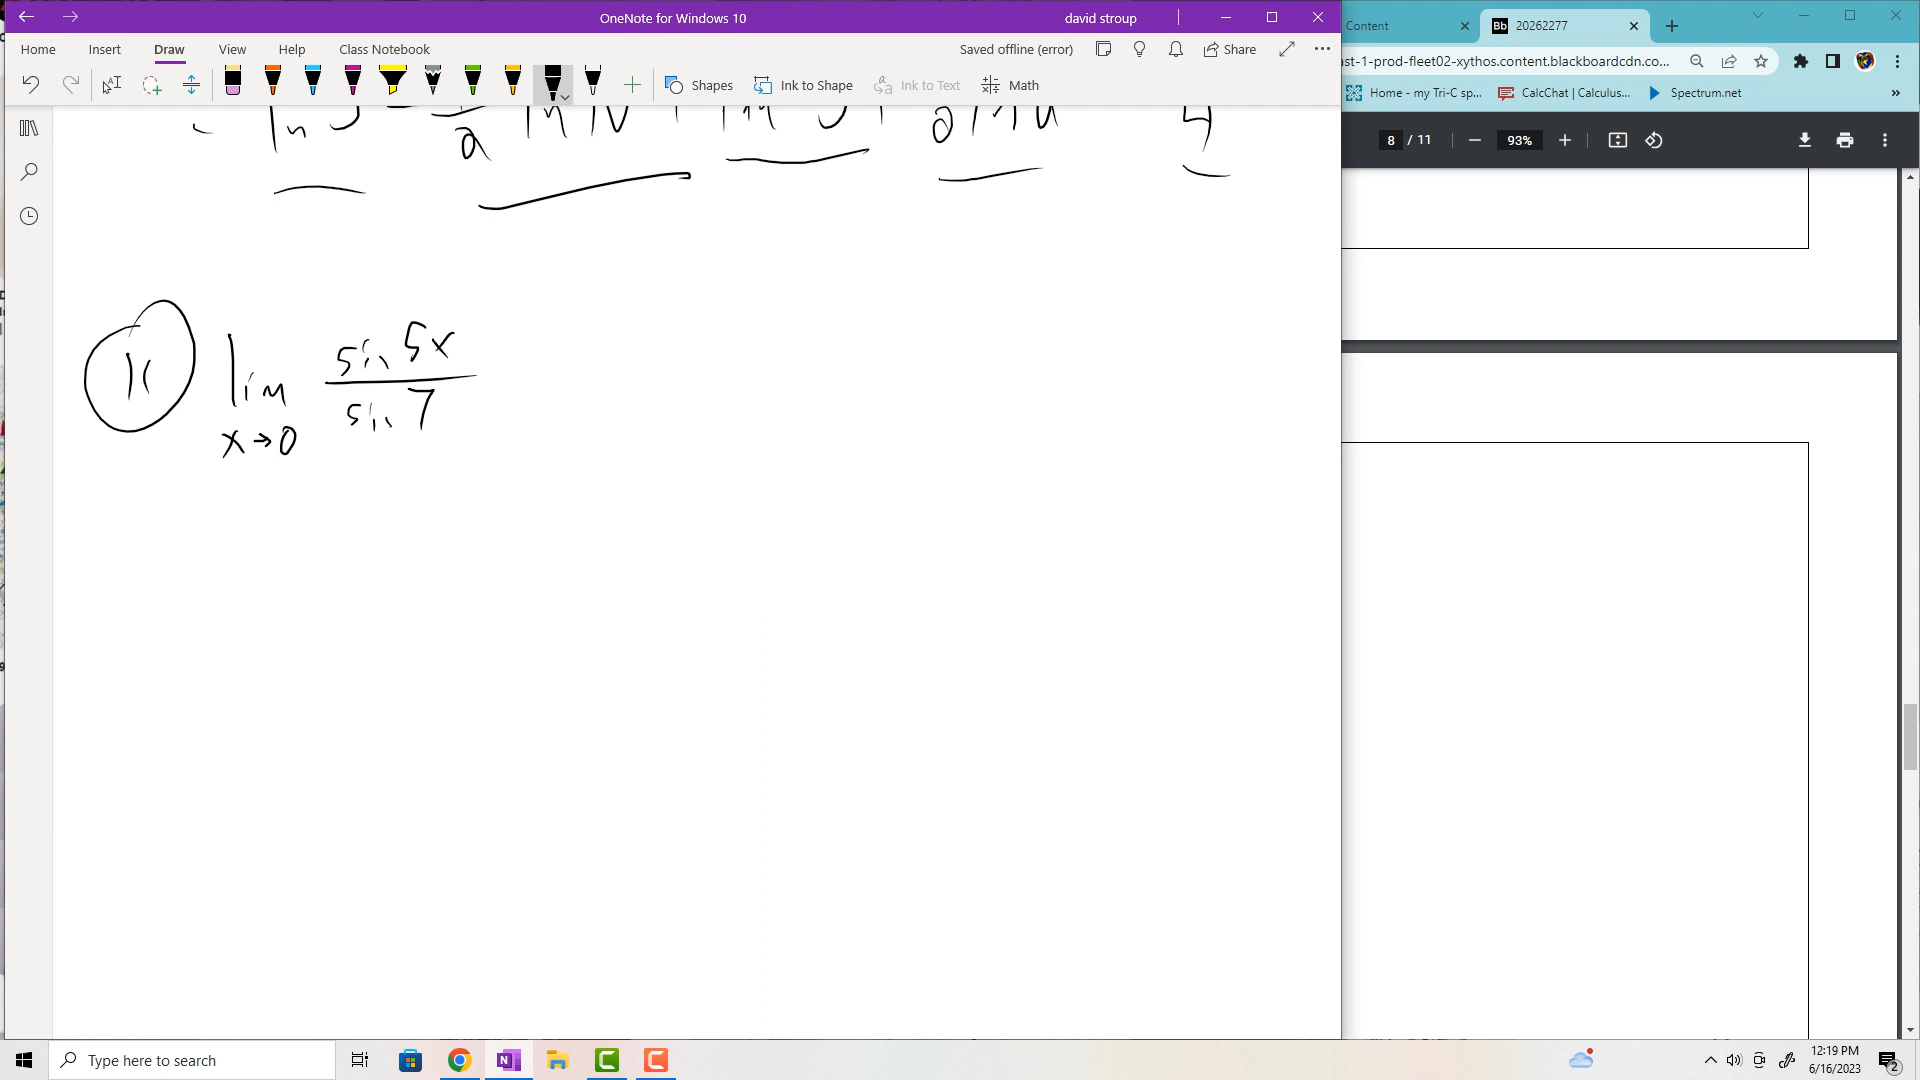 OneNote for Windows 10
david stroup
Home Insert Draw View Help Class Notebook
Saved offline (error)
Share
Shapes
Ink to Shape
Ink to Text
Math
Content
Bb 20262277
ast-1-prod-fleet02-xythos.content.blackboardcdn.co...
Home - my Tri-C sp...
CalcChat | Calculus...
Spectrum.net
»
8 / 11
93%
lim sin 5x
x→0 sin 7
Type here to search
12:19 PM
6/16/2023
2